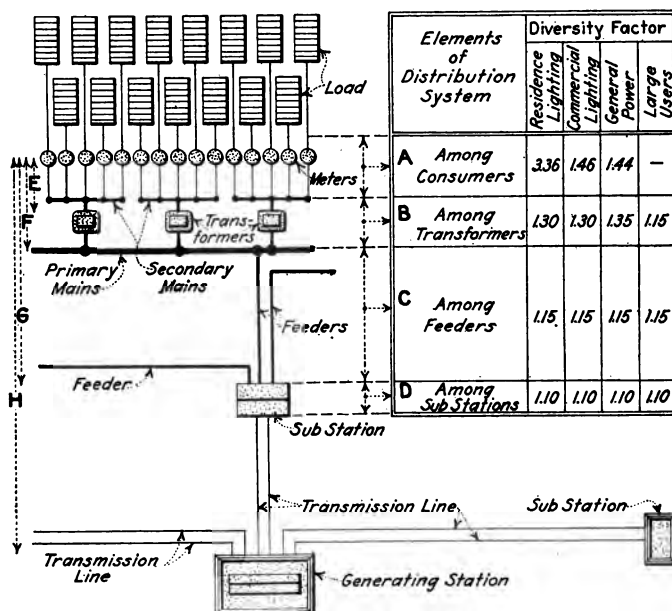 Load
Meters
E
F
G
H
Trans-
formers
Primary
Mains
Secondary
Mains
Feeders
Feeder
Sub Station
Transmission Line
Sub Station
Transmission
Line
Generating Station
Elements
of
Distribution
System
Diversity Factor
Residence
Lighting
Commercial
Lighting
General
Power
Large
Users
A Among
Consumers
3.36 1.46 1.44 —
B Among
Transformers
1.30 1.30 1.35 1.15
C Among
Feeders
1.15 1.15 1.15 1.15
D Among
Sub Stations
1.10 1.10 1.10 1.10